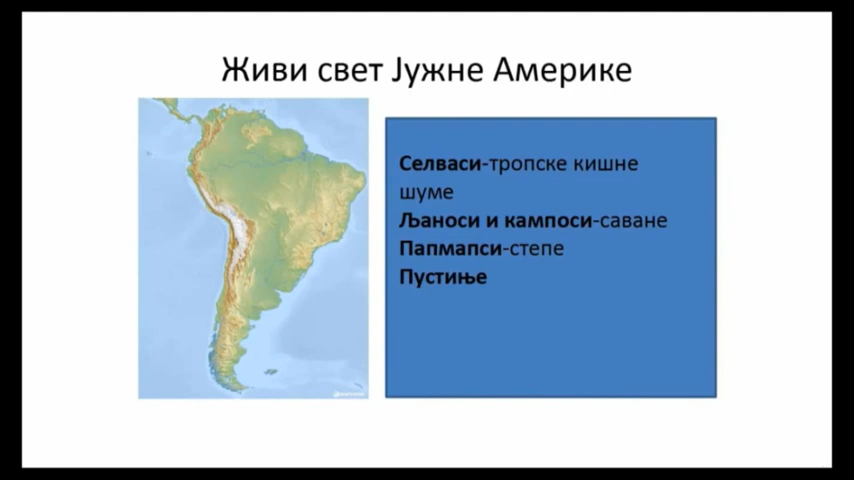 Живи свет Јужне Америке
Селваси-тропске кишне
шуме
Љаноси и кампоси-саване
Папмапси-степе
Пустиње